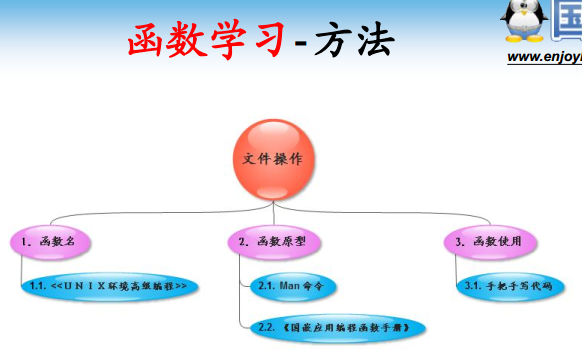 函数学习-方法
www.enjoy
文件操作
1. 函数名
2. 函数原型
3. 函数使用
1.1. <<UNIX环境高级编程>>
2.1. Man 命令
3.1. 手把手写代码
2.2. 《国嵌应用编程函数手册》